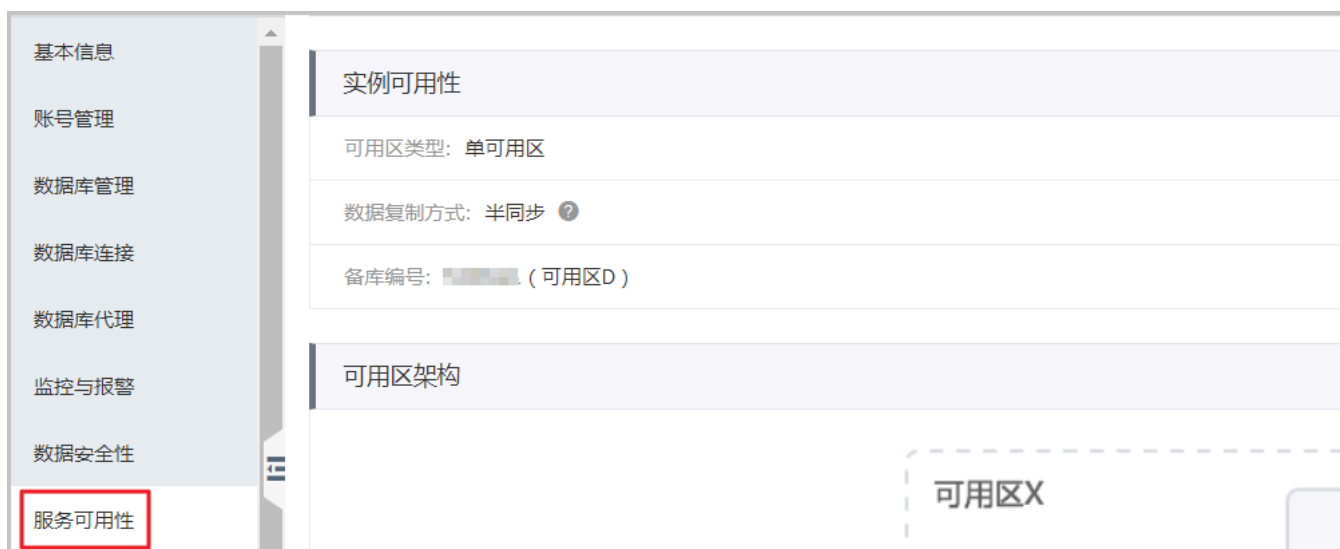 基本信息
账号管理
数据库管理
数据库连接
数据库代理
监控与报警
数据安全性
服务可用性
实例可用性
可用区类型: 单可用区
数据复制方式: 半同步 ?
备库编号: (可用区D)
可用区架构
可用区X